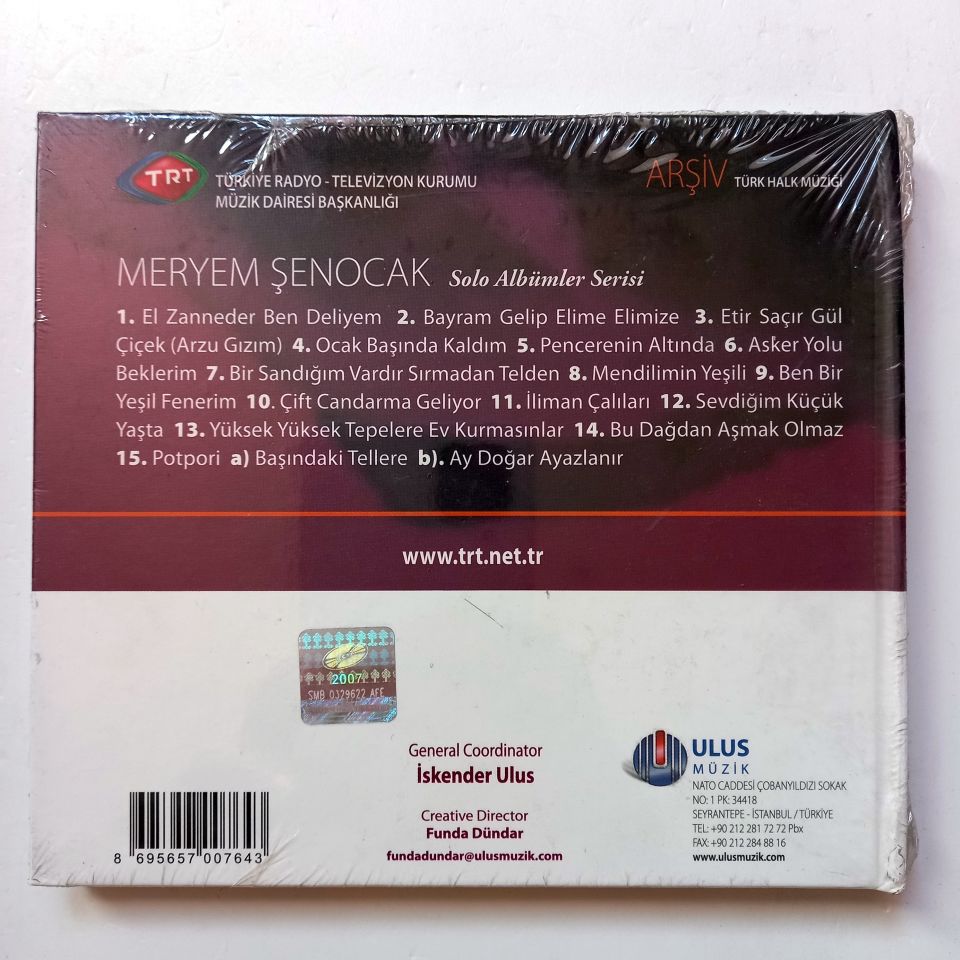 TRT
TÜRKİYE RADYO - TELEVİZYON KURUMU
MÜZİK DAİRESİ BAŞKANLIĞI
ARŞİV TÜRK HALK MÜZİĞİ
MERYEM ŞENOCAK Solo Albümler Serisi
1. El Zanneder Ben Deliyem 2. Bayram Gelip Elime Elimize 3. Etir Saçır Gül
Çiçek (Arzu Gızım) 4. Ocak Başında Kaldım 5. Pencerenin Altında 6. Asker Yolu
Beklerim 7. Bir Sandığım Vardır Sırmadan Telden 8. Mendilimin Yeşili 9. Ben Bir
Yeşil Fenerim 10. Çift Candarma Geliyor 11. İliman Çalıları 12. Sevdiğim Küçük
Yaşta 13. Yüksek Yüksek Tepelere Ev Kurmasınlar 14. Bu Dağdan Aşmak Olmaz
15. Potpori a) Başındaki Tellere b). Ay Doğar Ayazlanır
www.trt.net.tr
2007
SMB 0329622 AFF
General Coordinator
İskender Ulus
Creative Director
Funda Dündar
fundadundar@ulusmuzik.com
ULUS
MÜZİK
NATO CADDESİ ÇOBANYILDIZI SOKAK
NO: 1 PK: 34418
SEYRANTEPE - İSTANBUL / TÜRKİYE
TEL: +90 212 281 72 72 Pbx
FAX: +90 212 284 88 16
www.ulusmuzik.com
8 695657 007643